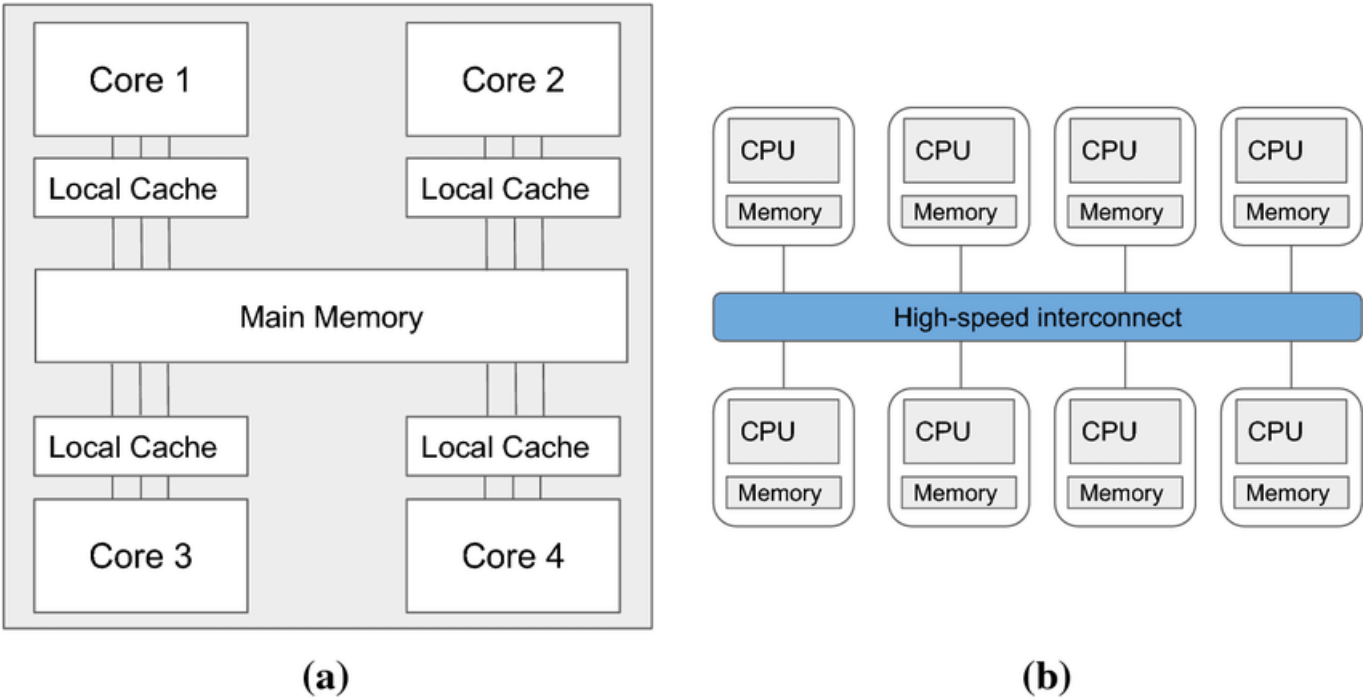 Core 1
Core 2
Local Cache
Local Cache
Main Memory
Local Cache
Local Cache
Core 3
Core 4
(a)
CPU
CPU
CPU
CPU
Memory
Memory
Memory
Memory
High-speed interconnect
CPU
CPU
CPU
CPU
Memory
Memory
Memory
Memory
(b)